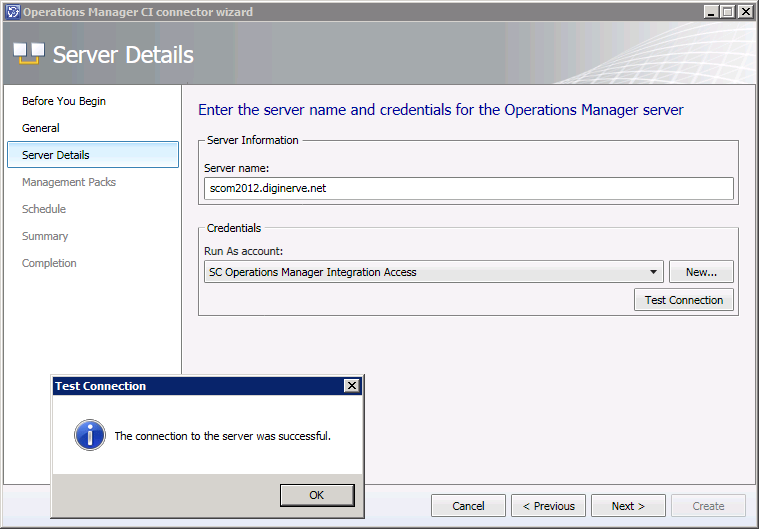 Operations Manager CI connector wizard
Server Details
Before You Begin
General
Server Details
Management Packs
Schedule
Summary
Completion
Enter the server name and credentials for the Operations Manager server
Server Information
Server name:
scom2012.diginerve.net
Credentials
Run As account:
SC Operations Manager Integration Access
New...
Test Connection
Test Connection
The connection to the server was successful.
OK
Cancel
< Previous
Next >
Create